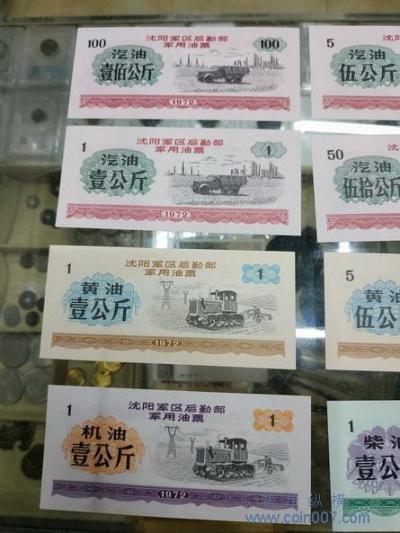 100
沈阳军区后勤部
军用油票
100
汽油
壹佰公斤
1972
5
汽油
伍公斤
1
沈阳军区后勤部
军用油票
1
汽油
壹公斤
1972
50
汽油
伍拾公斤
1
沈阳军区后勤部
军用油票
1
黄油
壹公斤
1972
5
黄油
伍公斤
1
沈阳军区后勤部
军用油票
1
机油
壹公斤
1972
1
柴油
壹公
纵横
www.coin007.com